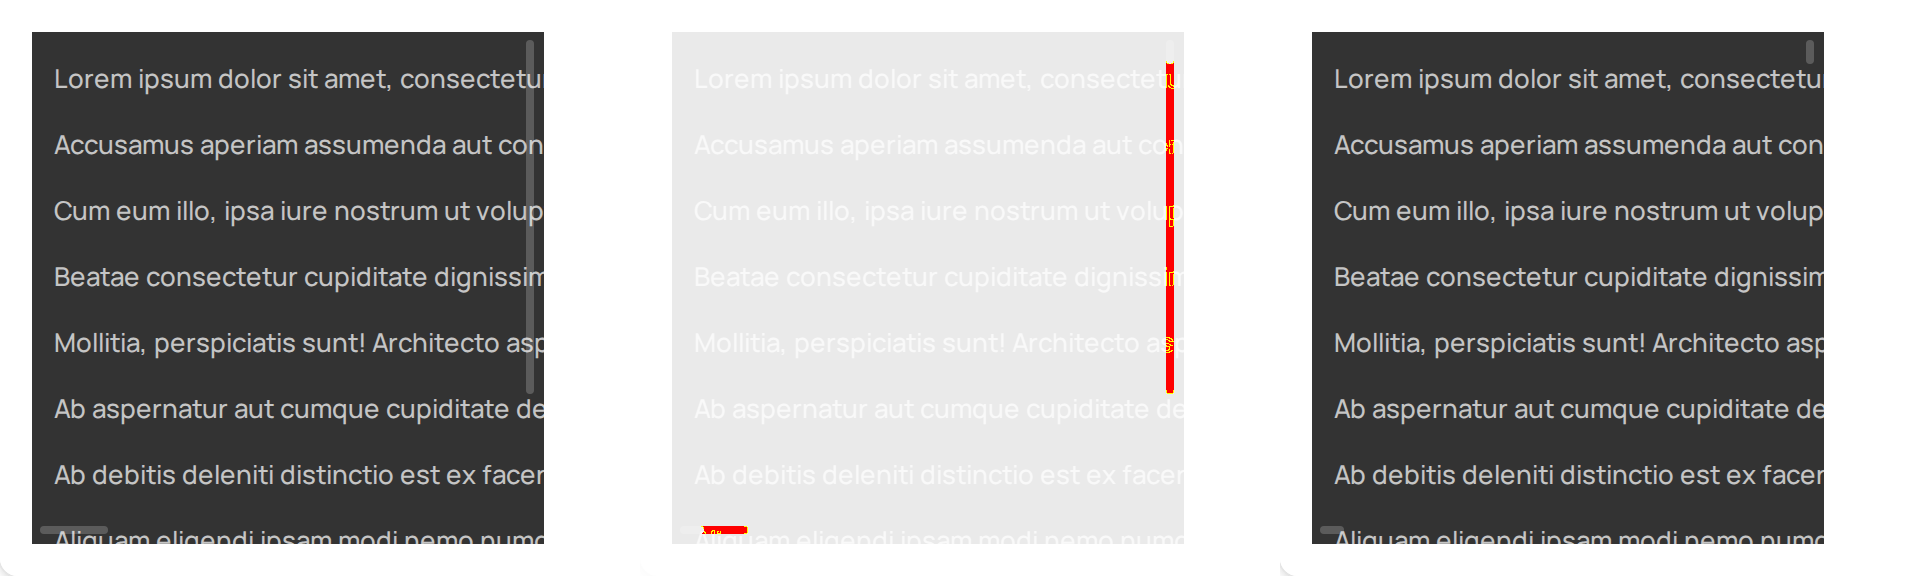 Lorem ipsum dolor sit amet, consectetur
Accusamus aperiam assumenda aut con
Cum eum illo, ipsa iure nostrum ut volup
Beatae consectetur cupiditate dignissim
Mollitia, perspiciatis sunt! Architecto asp
Ab aspernatur aut cumque cupiditate de
Ab debitis deleniti distinctio est ex facer
Aliquam eligendi ipsam modi nemo
Lorem ipsum dolor sit amet, consectetur
Accusamus aperiam assumenda aut con
Cum eum illo, ipsa iure nostrum ut volup
Beatae consectetur cupiditate dignissim
Mollitia, perspiciatis sunt! Architecto asp
Ab aspernatur aut cumque cupiditate de
Ab debitis deleniti distinctio est ex facer
Aliquam eligendi ipsam modi nemo
Lorem ipsum dolor sit amet, consectetur
Accusamus aperiam assumenda aut con
Cum eum illo, ipsa iure nostrum ut volup
Beatae consectetur cupiditate dignissim
Mollitia, perspiciatis sunt! Architecto asp
Ab aspernatur aut cumque cupiditate de
Ab debitis deleniti distinctio est ex facer
Aliquam eligendi ipsam modi nemo